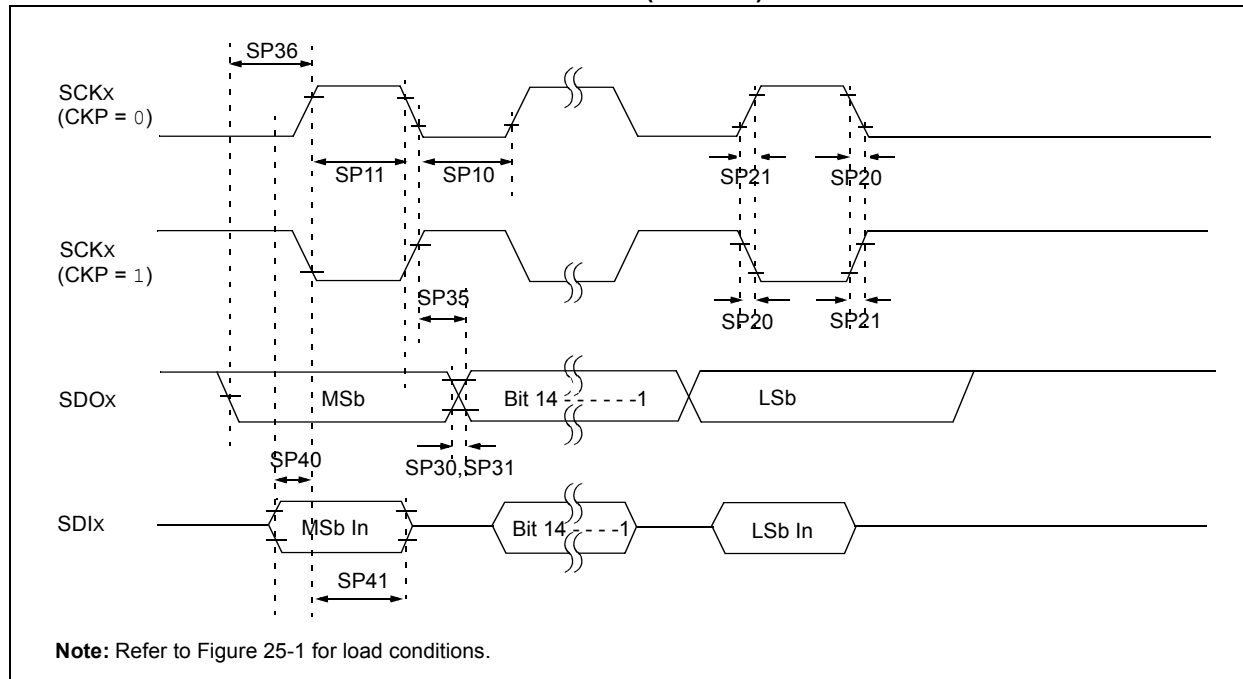 SP36
SCKx
(CKP = 0)
SP11
SP10
SP21
SP20
SCKx
(CKP = 1)
SP35
SP20
SP21
SDOx
MSb
Bit 14 - - - - - -1
LSb
SP40
SP30,SP31
SDIx
MSb In
Bit 14 - - - -1
LSb In
SP41
Note: Refer to Figure 25-1 for load conditions.